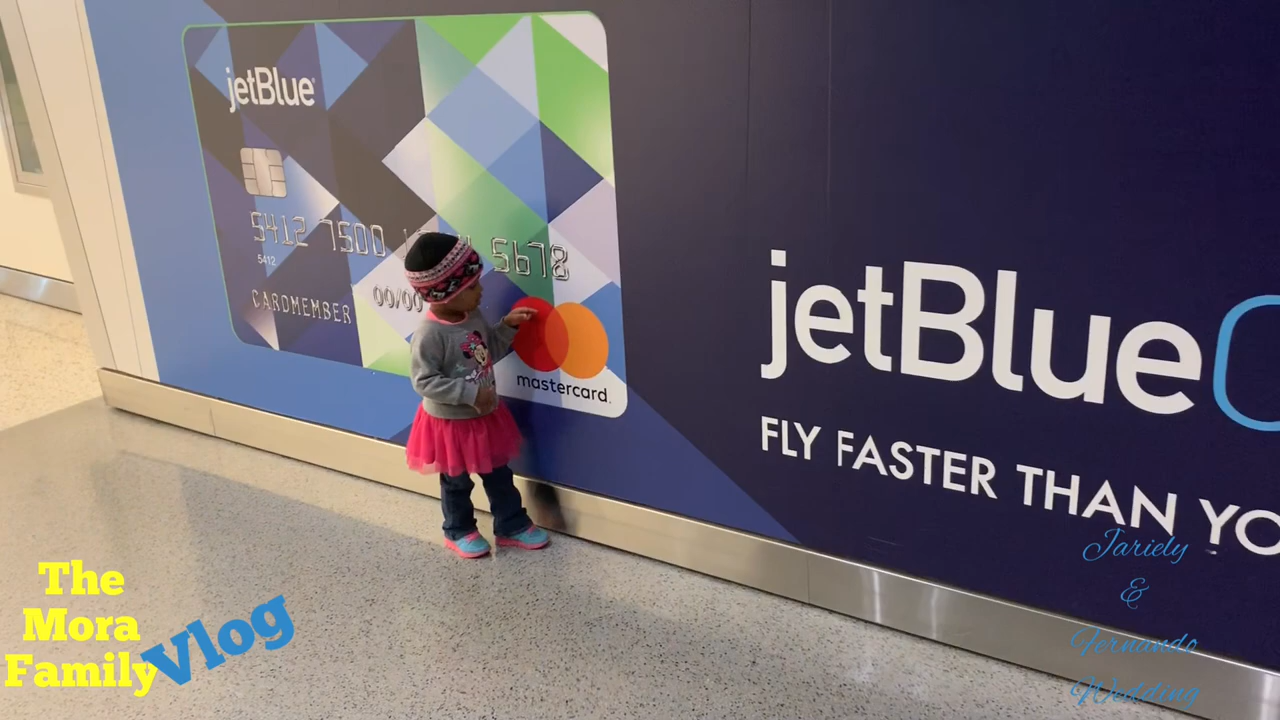 jetBlue
5412 7500 5678
5412
00/00
CARDMEMBER
mastercard.
jetBlue
FLY FASTER THAN YO
The
Mora
Family
Vlog
Jariely
&
Fernando
Wedding